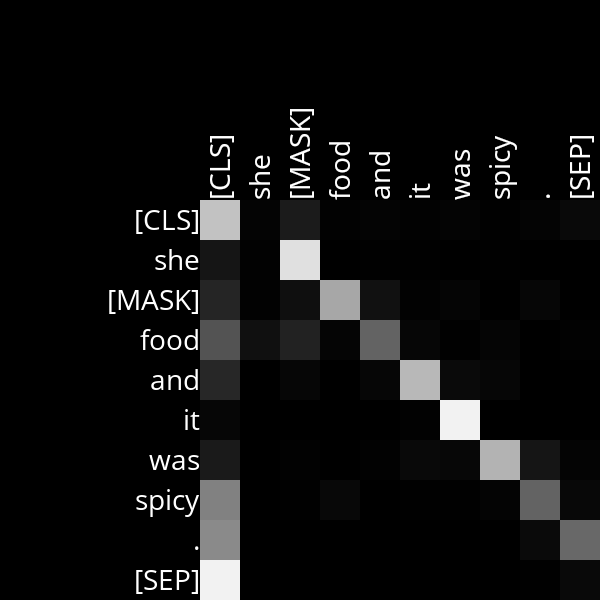 [CLS] she [MASK] food and it was spicy . [SEP]
[CLS]
she
[MASK]
food
and
it
was
spicy
.
[SEP]